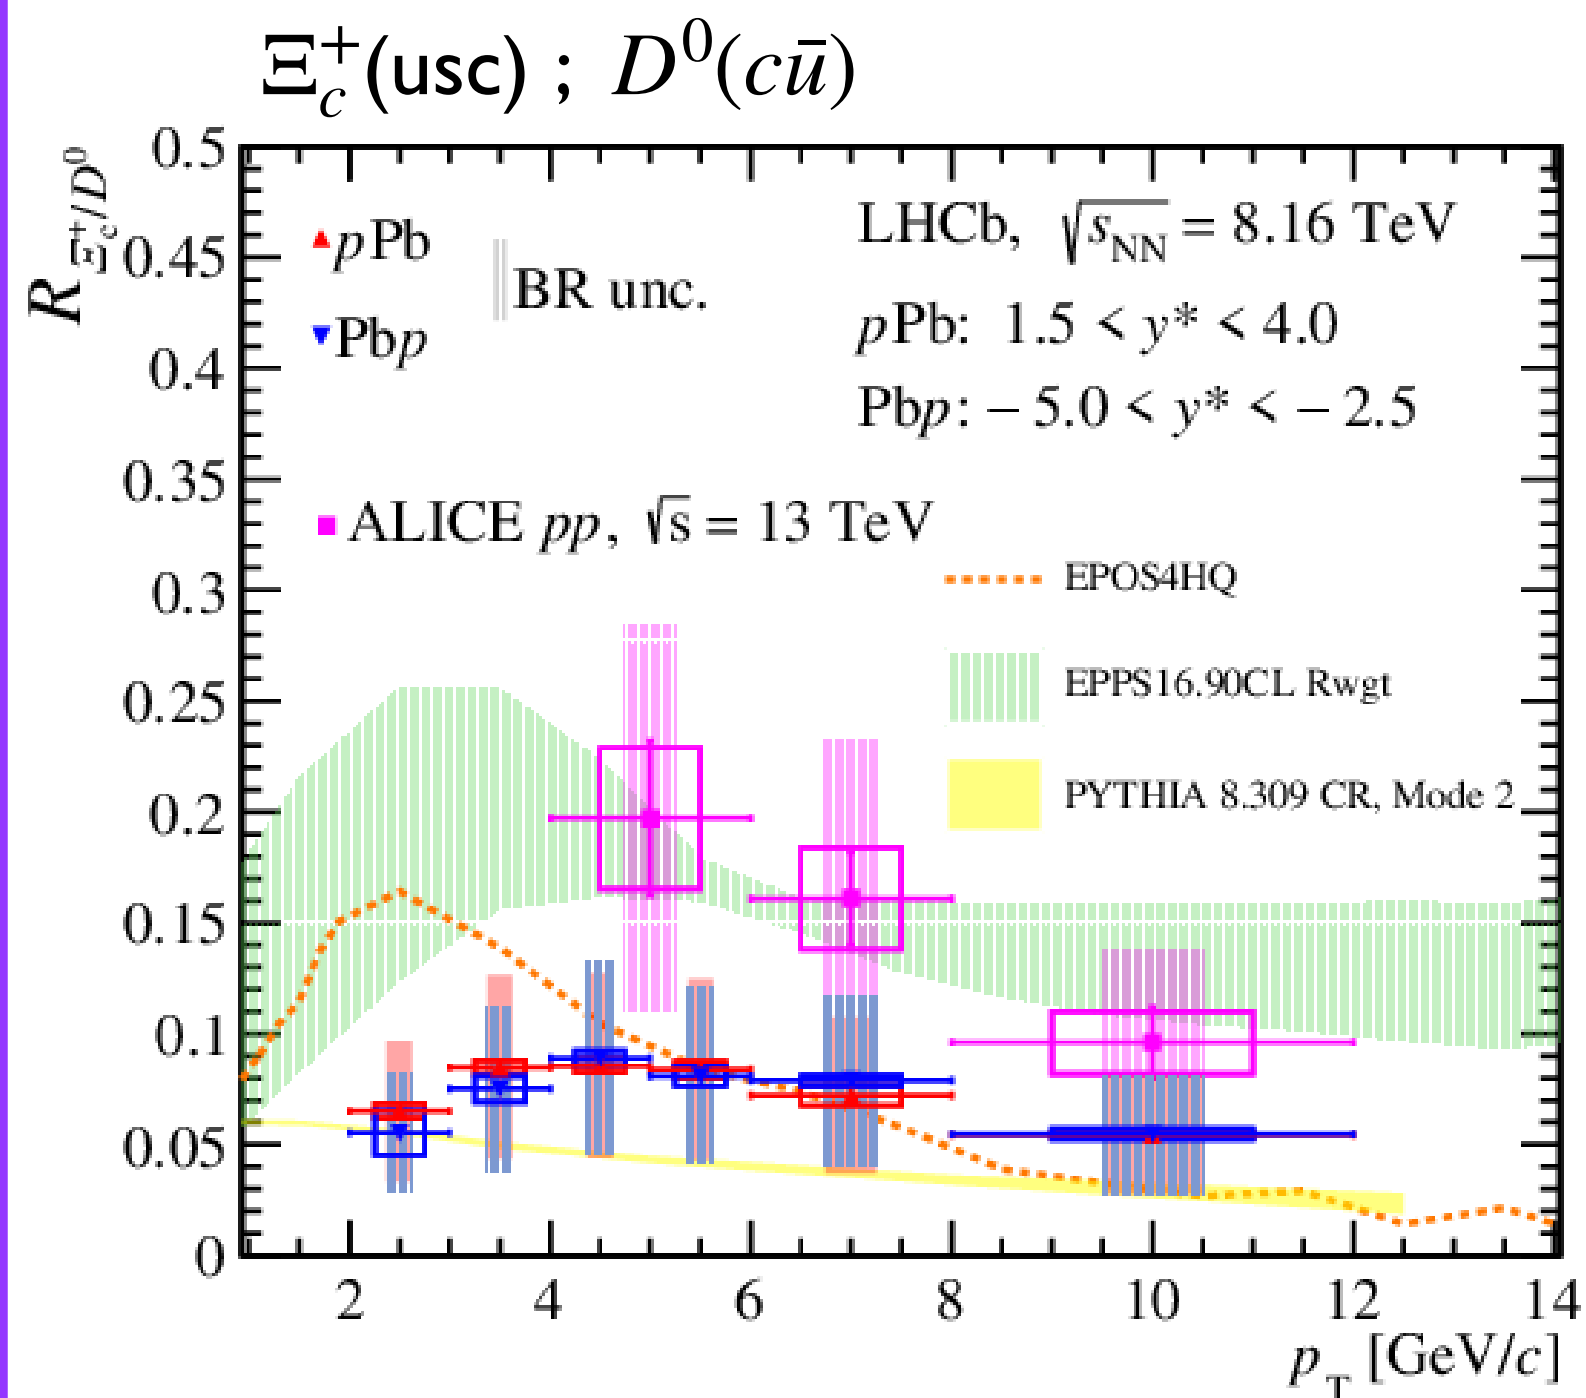 Ξc+(usc) ; D0(cū)
RΞc+/D0
0.5
0.45
0.4
0.35
0.3
0.25
0.2
0.15
0.1
0.05
0
pPb
Pbp
BR unc.
LHCb, √sNN = 8.16 TeV
pPb: 1.5 < y* < 4.0
Pbp: − 5.0 < y* < − 2.5
ALICE pp, √s = 13 TeV
EPOS4HQ
EPPS16.90CL Rwgt
PYTHIA 8.309 CR, Mode 2
2 4 6 8 10 12 14
pT [GeV/c]